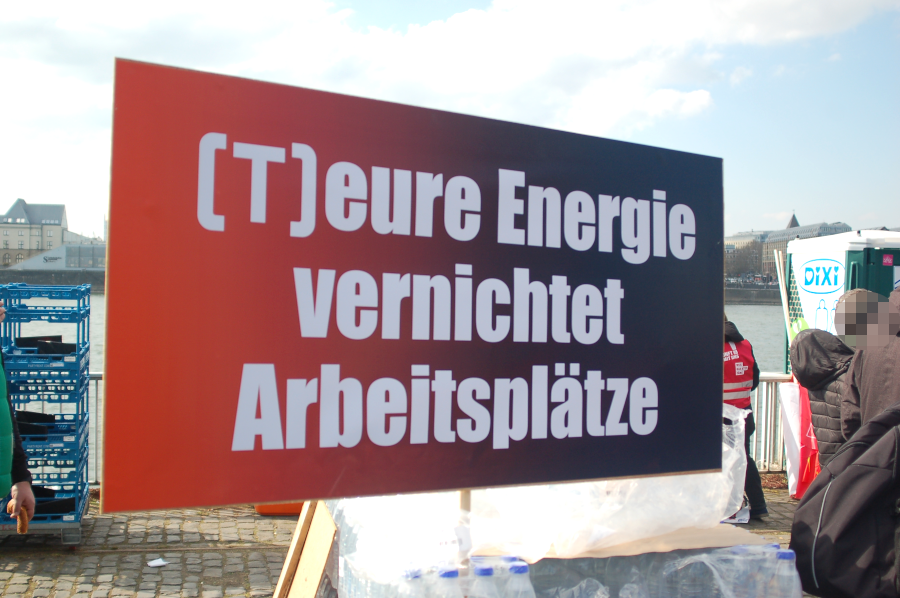 (T)eure Energie
vernichtet
Arbeitsplätze
DIXI